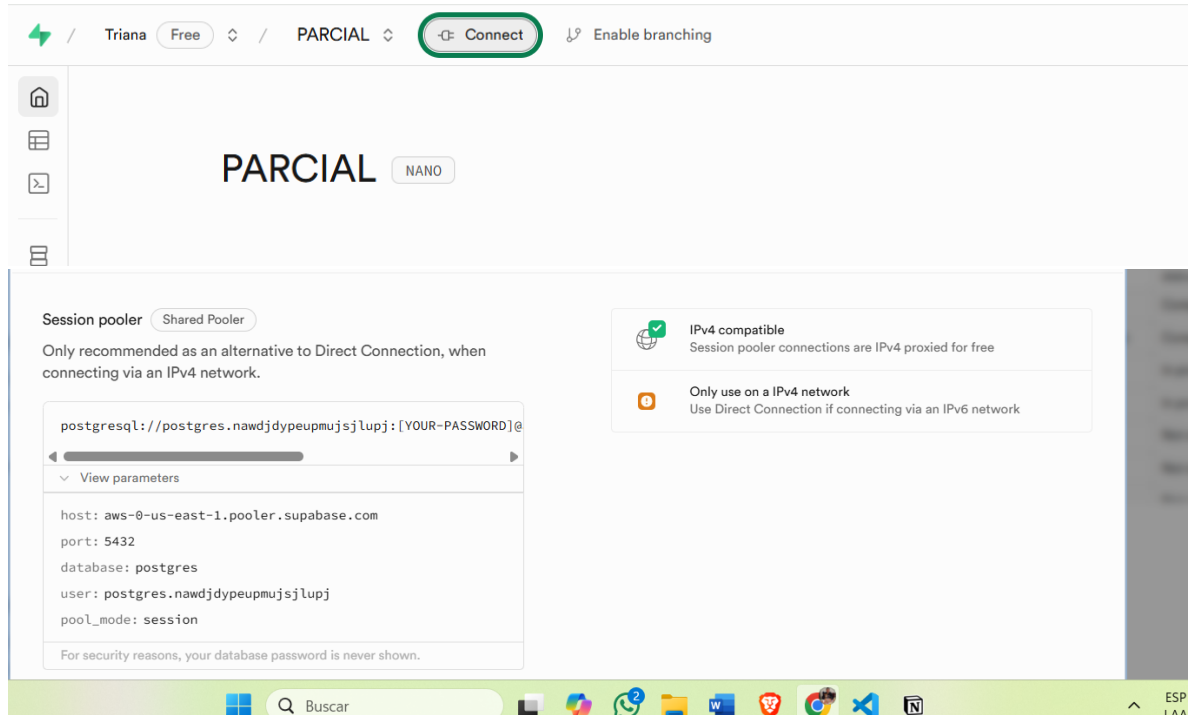 / Triana Free / PARCIAL Connect Enable branching
PARCIAL NANO
Session pooler Shared Pooler
Only recommended as an alternative to Direct Connection, when
connecting via an IPv4 network.
postgresql://postgres.nawdjdypeupmujsjlupj:[YOUR-PASSWORD]@
View parameters
host: aws-0-us-east-1.pooler.supabase.com
port: 5432
database: postgres
user: postgres.nawdjdypeupmujsjlupj
pool_mode: session
For security reasons, your database password is never shown.
IPv4 compatible
Session pooler connections are IPv4 proxied for free
Only use on a IPv4 network
Use Direct Connection if connecting via an IPv6 network
Buscar
2
ESP